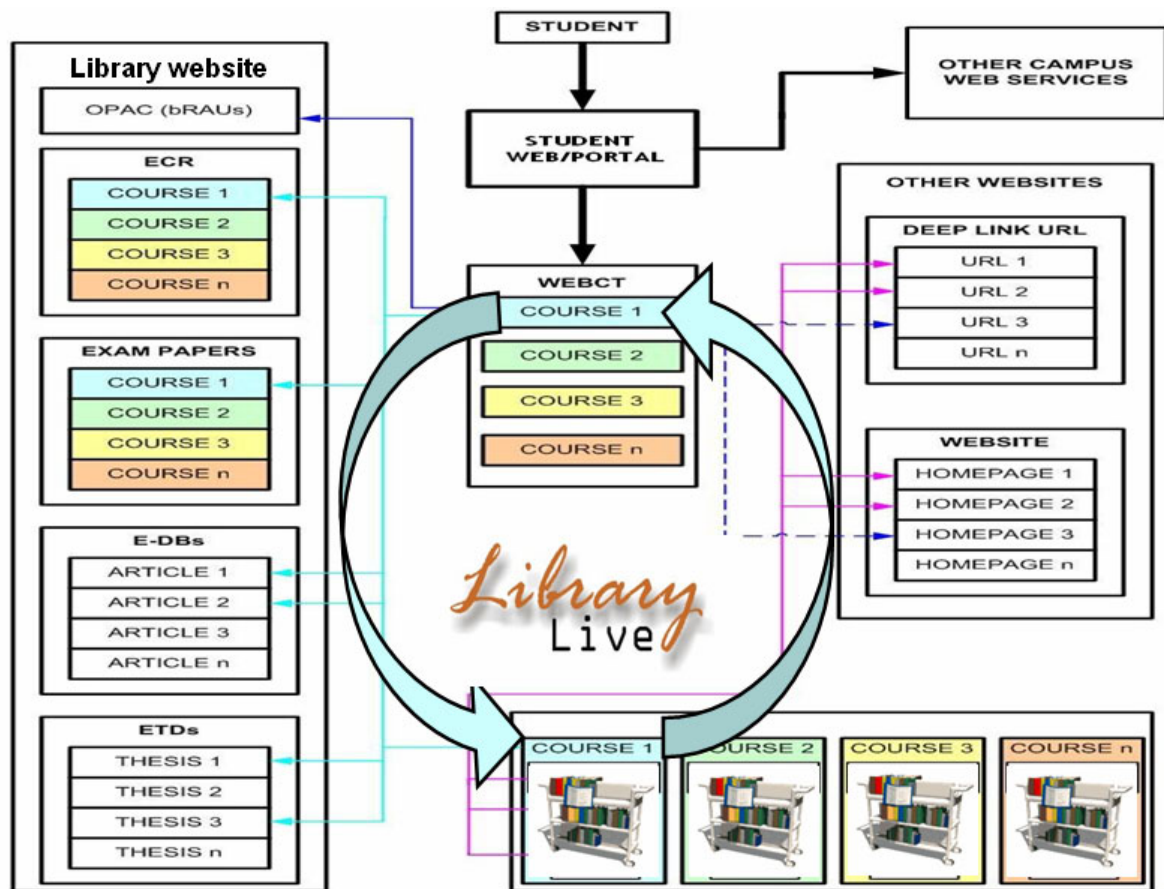 STUDENT
Library website
OPAC (bRAUs)
ECR
COURSE 1
COURSE 2
COURSE 3
COURSE n
EXAM PAPERS
COURSE 1
COURSE 2
COURSE 3
COURSE n
E-DBs
ARTICLE 1
ARTICLE 2
ARTICLE 3
ARTICLE n
ETDs
THESIS 1
THESIS 2
THESIS 3
THESIS n
STUDENT
WEB/PORTAL
WEBCT
COURSE 1
COURSE 2
COURSE 3
COURSE n
Library
Live
OTHER CAMPUS
WEB SERVICES
OTHER WEBSITES
DEEP LINK URL
URL 1
URL 2
URL 3
URL n
WEBSITE
HOMEPAGE 1
HOMEPAGE 2
HOMEPAGE 3
HOMEPAGE n
COURSE 1
COURSE 2
COURSE 3
COURSE n